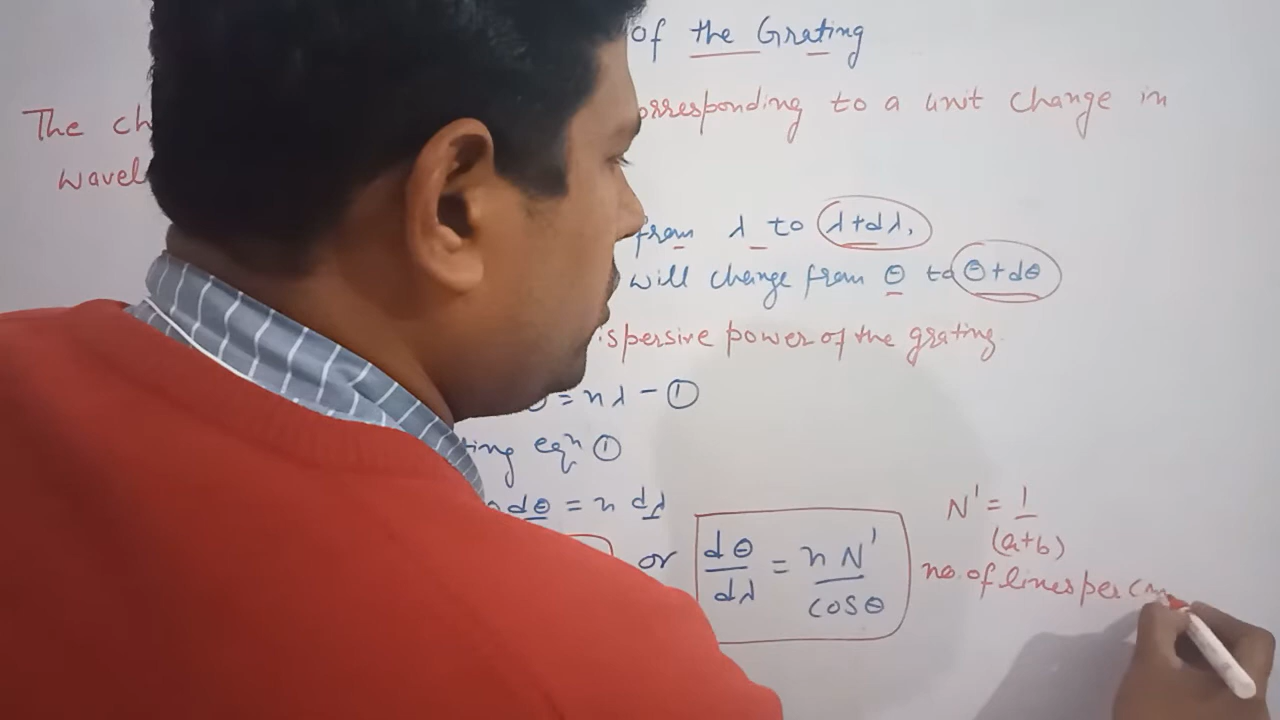 of the Grating
The ch orresponding to a unit change in
wavel
from λ to λ+dλ,
will change from θ to θ+dθ
ispersive power of the grating.
θ = nλ - ①
ting eqⁿ ①
dθ = n dλ
or dθ/dλ = nN'/cosθ
N' = 1/(a+b)
no. of lines per cm